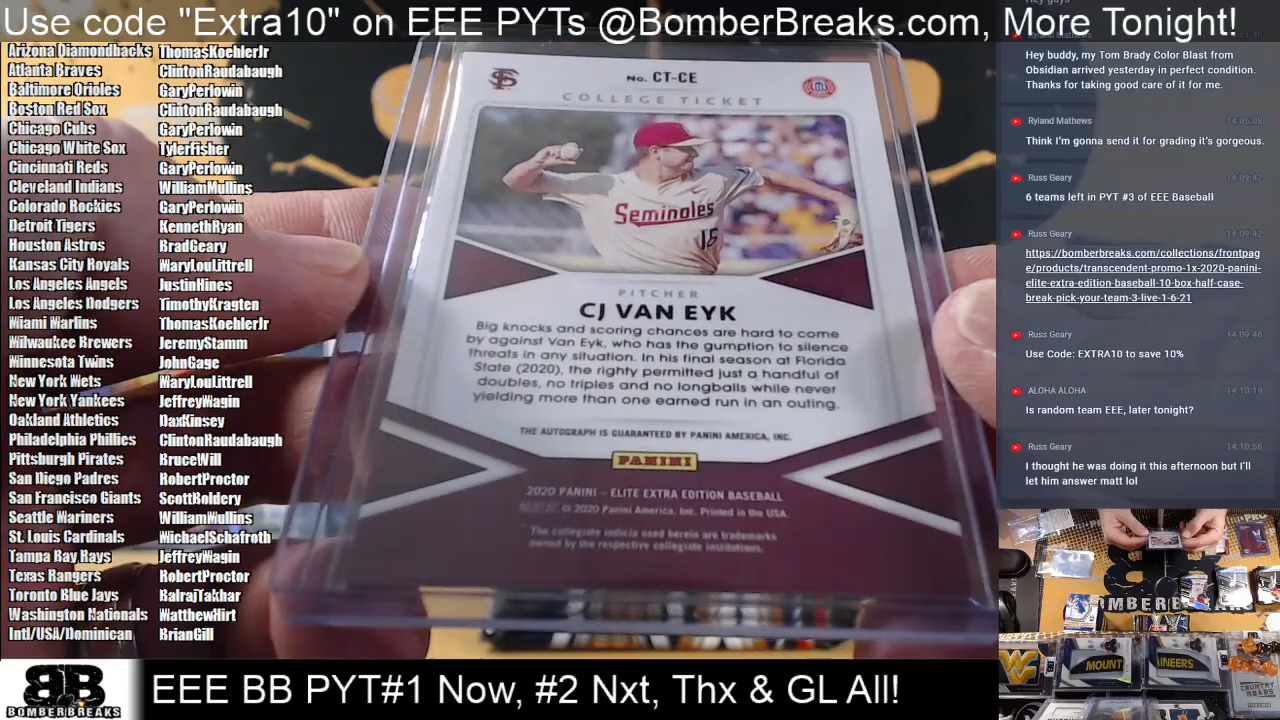 Use code "Extra10" on EEE PYTs @BomberBreaks.com, More Tonight!
Arizona Diamondbacks ThomasKoehlerJr
Atlanta Braves ClintonRaudabaugh
Baltimore Orioles GaryPerlowin
Boston Red Sox ClintonRaudabaugh
Chicago Cubs GaryPerlowin
Chicago White Sox TylerFisher
Cincinnati Reds GaryPerlowin
Cleveland Indians WilliamMullins
Colorado Rockies GaryPerlowin
Detroit Tigers KennethRyan
Houston Astros BradGeary
Kansas City Royals MaryLouLittrell
Los Angeles Angels JustinHines
Los Angeles Dodgers TimothyKragten
Miami Marlins ThomasKoehlerJr
Milwaukee Brewers JeremyStamm
Minnesota Twins JohnGage
New York Mets MaryLouLittrell
New York Yankees JeffreyWagin
Oakland Athletics DaxKinsey
Philadelphia Phillies ClintonRaudabaugh
Pittsburgh Pirates BruceWill
San Diego Padres RobertProctor
San Francisco Giants ScottBoldery
Seattle Mariners WilliamMullins
St. Louis Cardinals MichaelSchafroth
Tampa Ray Rays JeffreyWagin
Texas Rangers RobertProctor
Toronto Blue Jays BalrajTakhar
Washington Nationals MatthewHirt
Intl/USA/Dominican BrianGill
No. CT-CE
COLLEGE TICKET
Seminoles
PITCHER
CJ VAN EYK
Big knocks and scoring chances are hard to come
by against Van Eyk, who has the gumption to silence
threats in any situation. In his final season at Florida
State (2020), the righty permitted just a handful of
doubles, no triples and no longballs while never
yielding more than one earned run in an outing.
THE AUTOGRAPH IS GUARANTEED BY PANINI AMERICA, INC.
PANINI
2020 PANINI – ELITE EXTRA EDITION BASEBALL
© 2020 Panini America, Inc. Printed in the USA.
The collegiate indicia used herein are trademarks
owned by the respective collegiate institutions.
Hey buddy, my Tom Brady Color Blast from
Obsidian arrived yesterday in perfect condition.
Thanks for taking good care of it for me.
Ryland Mathews 14:05:08
Think I'm gonna send it for grading it's gorgeous.
Russ Geary 14:09:42
6 teams left in PYT #3 of EEE Baseball
Russ Geary 14:09:42
https://bomberbreaks.com/collections/frontpag
e/products/transcendent-promo-1x-2020-panini-
elite-extra-edition-baseball-10-box-half-case-
break-pick-your-team-3-live-1-6-21
Russ Geary 14:09:46
Use Code: EXTRA10 to save 10%
ALOHA ALOHA 14:10:19
Is random team EEE, later tonight?
Russ Geary 14:10:56
I thought he was doing it this afternoon but I'll
let him answer matt lol
MOUNT
AINEERS
BOMBERBREAKS
EEE BB PYT#1 Now, #2 Nxt, Thx & GL All!